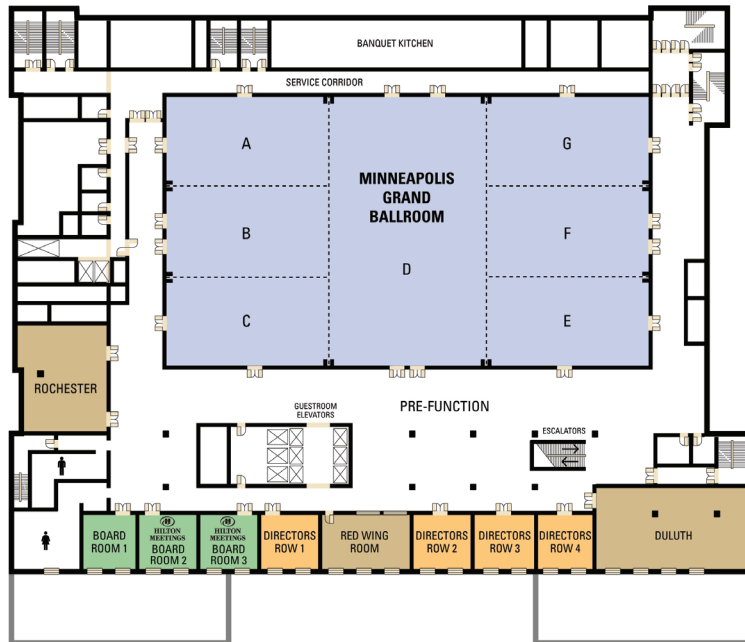 BANQUET KITCHEN
SERVICE CORRIDOR
A
G
MINNEAPOLIS
GRAND
BALLROOM
B
F
D
C
E
ROCHESTER
GUESTROOM
ELEVATORS
PRE-FUNCTION
ESCALATORS
BOARD
ROOM 1
HILTON
MEETINGS
BOARD
ROOM 2
HILTON
MEETINGS
BOARD
ROOM 3
DIRECTORS
ROW 1
RED WING
ROOM
DIRECTORS
ROW 2
DIRECTORS
ROW 3
DIRECTORS
ROW 4
DULUTH